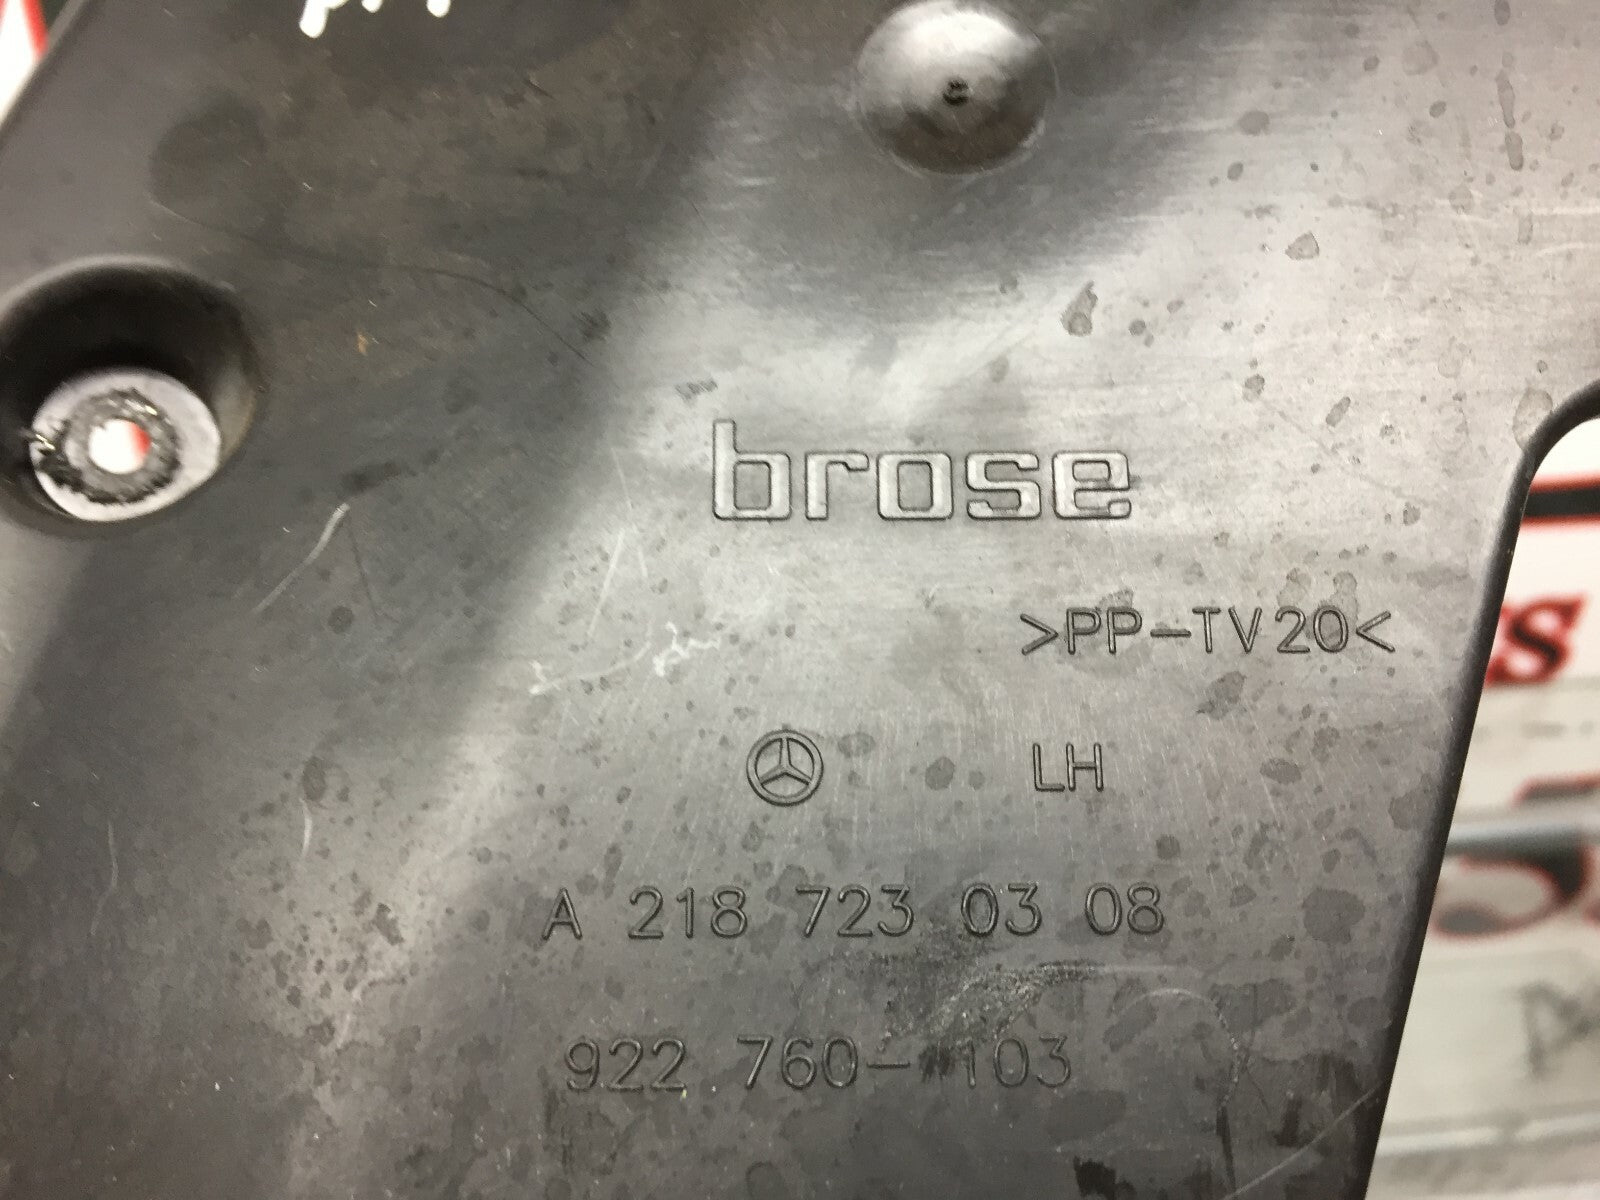 brose
>PP-TV20<
LH
A 218 723 03 08
922 760-103